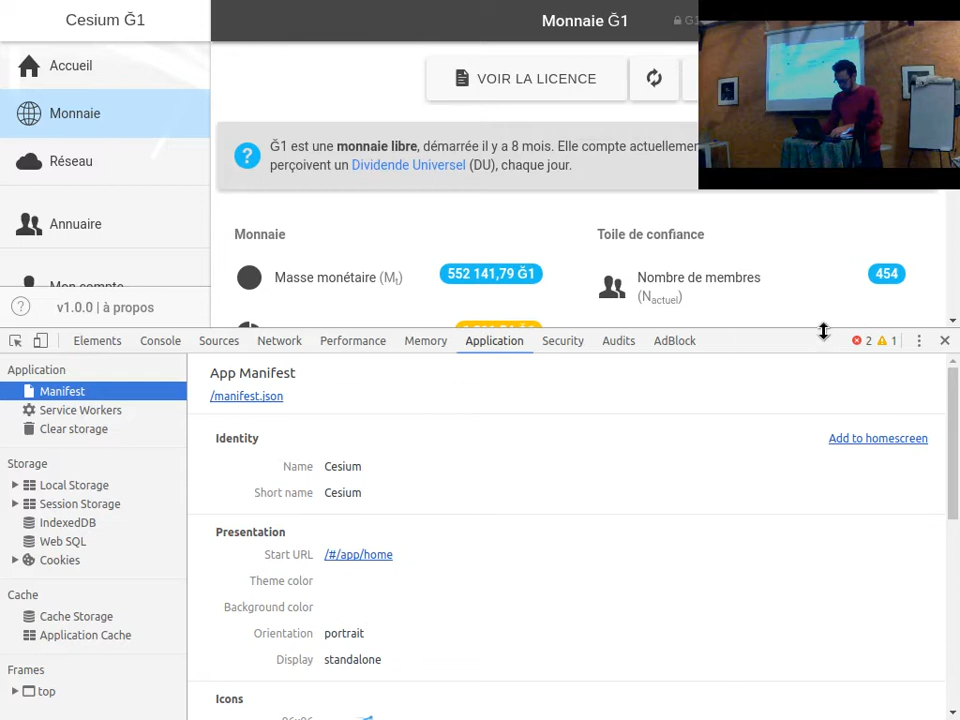 Cesium Ğ1
Monnaie Ğ1
G1
Accueil
Monnaie
Réseau
Annuaire
Mon compte
v1.0.0 | à propos
VOIR LA LICENCE
Ğ1 est une monnaie libre, démarrée il y a 8 mois. Elle compte actuellement
perçoivent un Dividende Universel (DU), chaque jour.
Monnaie
Masse monétaire (Mt)
552 141,79 Ğ1
Toile de confiance
Nombre de membres
(Nactuel)
454
Elements Console Sources Network Performance Memory Application Security Audits AdBlock
2 1
Application
Manifest
Service Workers
Clear storage
Storage
Local Storage
Session Storage
IndexedDB
Web SQL
Cookies
Cache
Cache Storage
Application Cache
Frames
top
App Manifest
/manifest.json
Identity
Add to homescreen
Name Cesium
Short name Cesium
Presentation
Start URL /#/app/home
Theme color
Background color
Orientation portrait
Display standalone
Icons